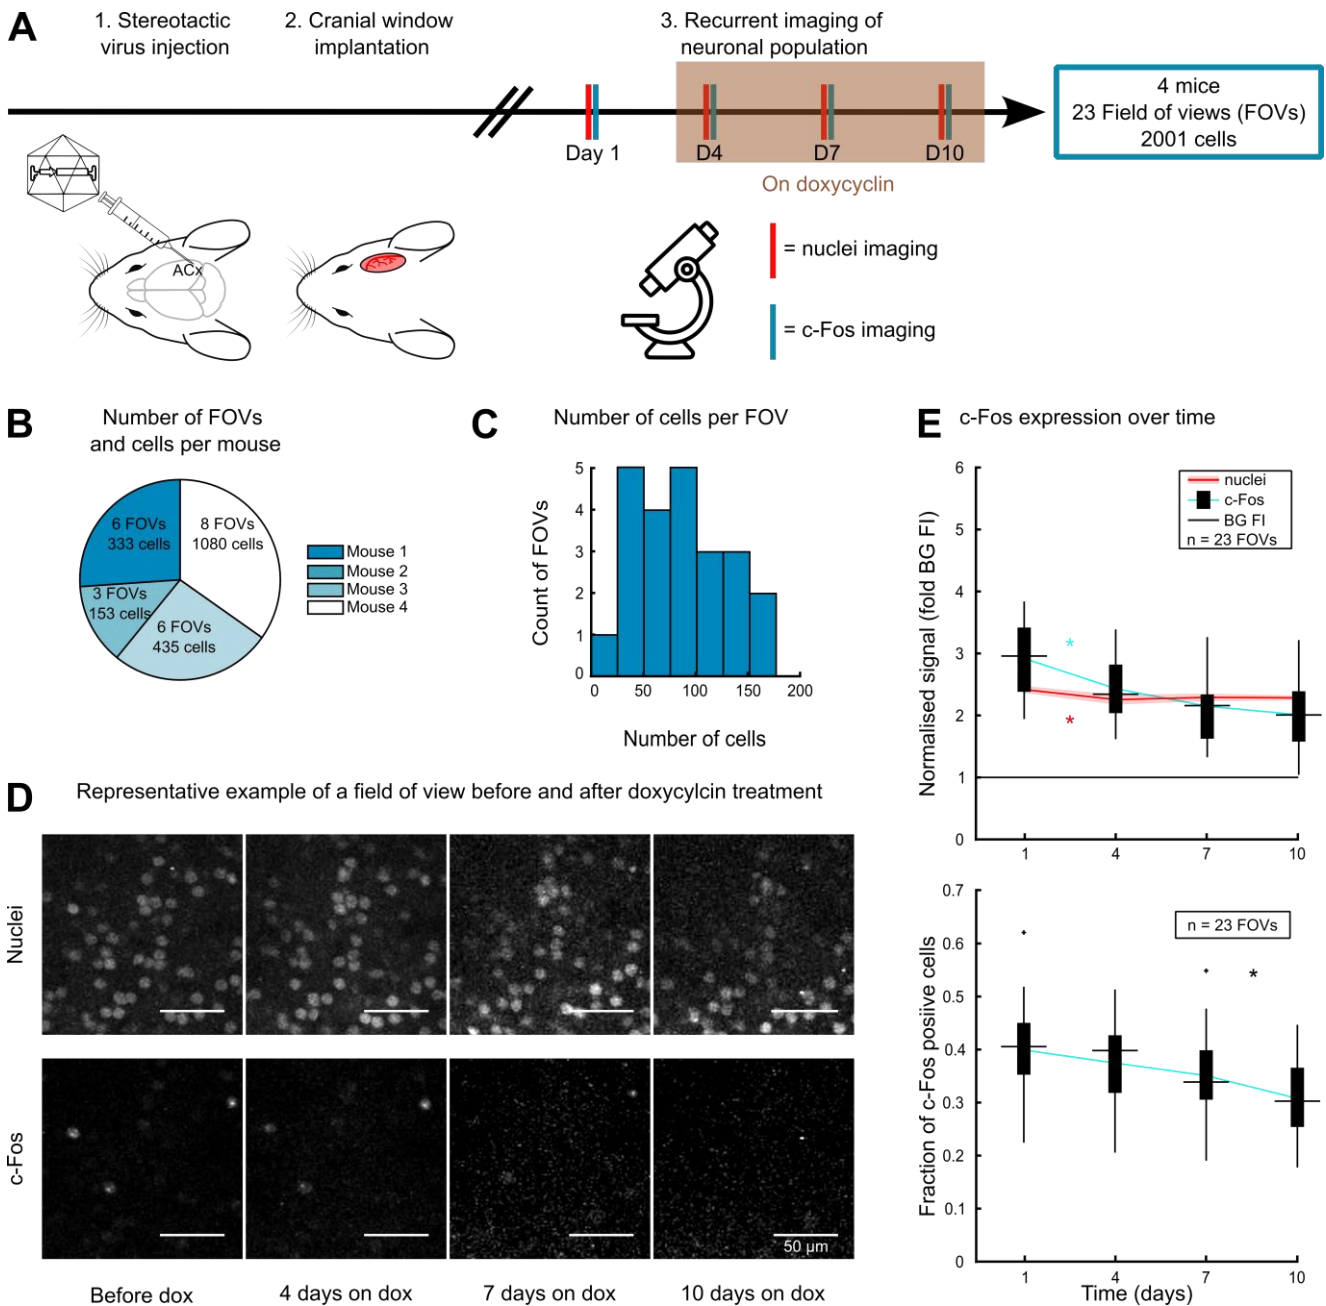 A
1. Stereotactic
virus injection
2. Cranial window
implantation
3. Recurrent imaging of
neuronal population
4 mice
23 Field of views (FOVs)
2001 cells
Day 1
D4
D7
D10
On doxycyclin
ACx
= nuclei imaging
= c-Fos imaging
B
Number of FOVs
and cells per mouse
6 FOVs
333 cells
8 FOVs
1080 cells
3 FOVs
153 cells
6 FOVs
435 cells
Mouse 1
Mouse 2
Mouse 3
Mouse 4
C
Number of cells per FOV
Count of FOVs
5
4
3
2
1
0
0
50
100
150
200
Number of cells
D
Representative example of a field of view before and after doxycylcin treatment
Nuclei
c-Fos
50 µm
Before dox
4 days on dox
7 days on dox
10 days on dox
E
c-Fos expression over time
Normalised signal (fold BG FI)
6
5
4
3
2
1
0
nuclei
c-Fos
BG FI
n = 23 FOVs
*
*
1
4
7
10
Fraction of c-Fos positive cells
0.7
0.6
0.5
0.4
0.3
0.2
0.1
0
n = 23 FOVs
*
1
4
7
10
Time (days)